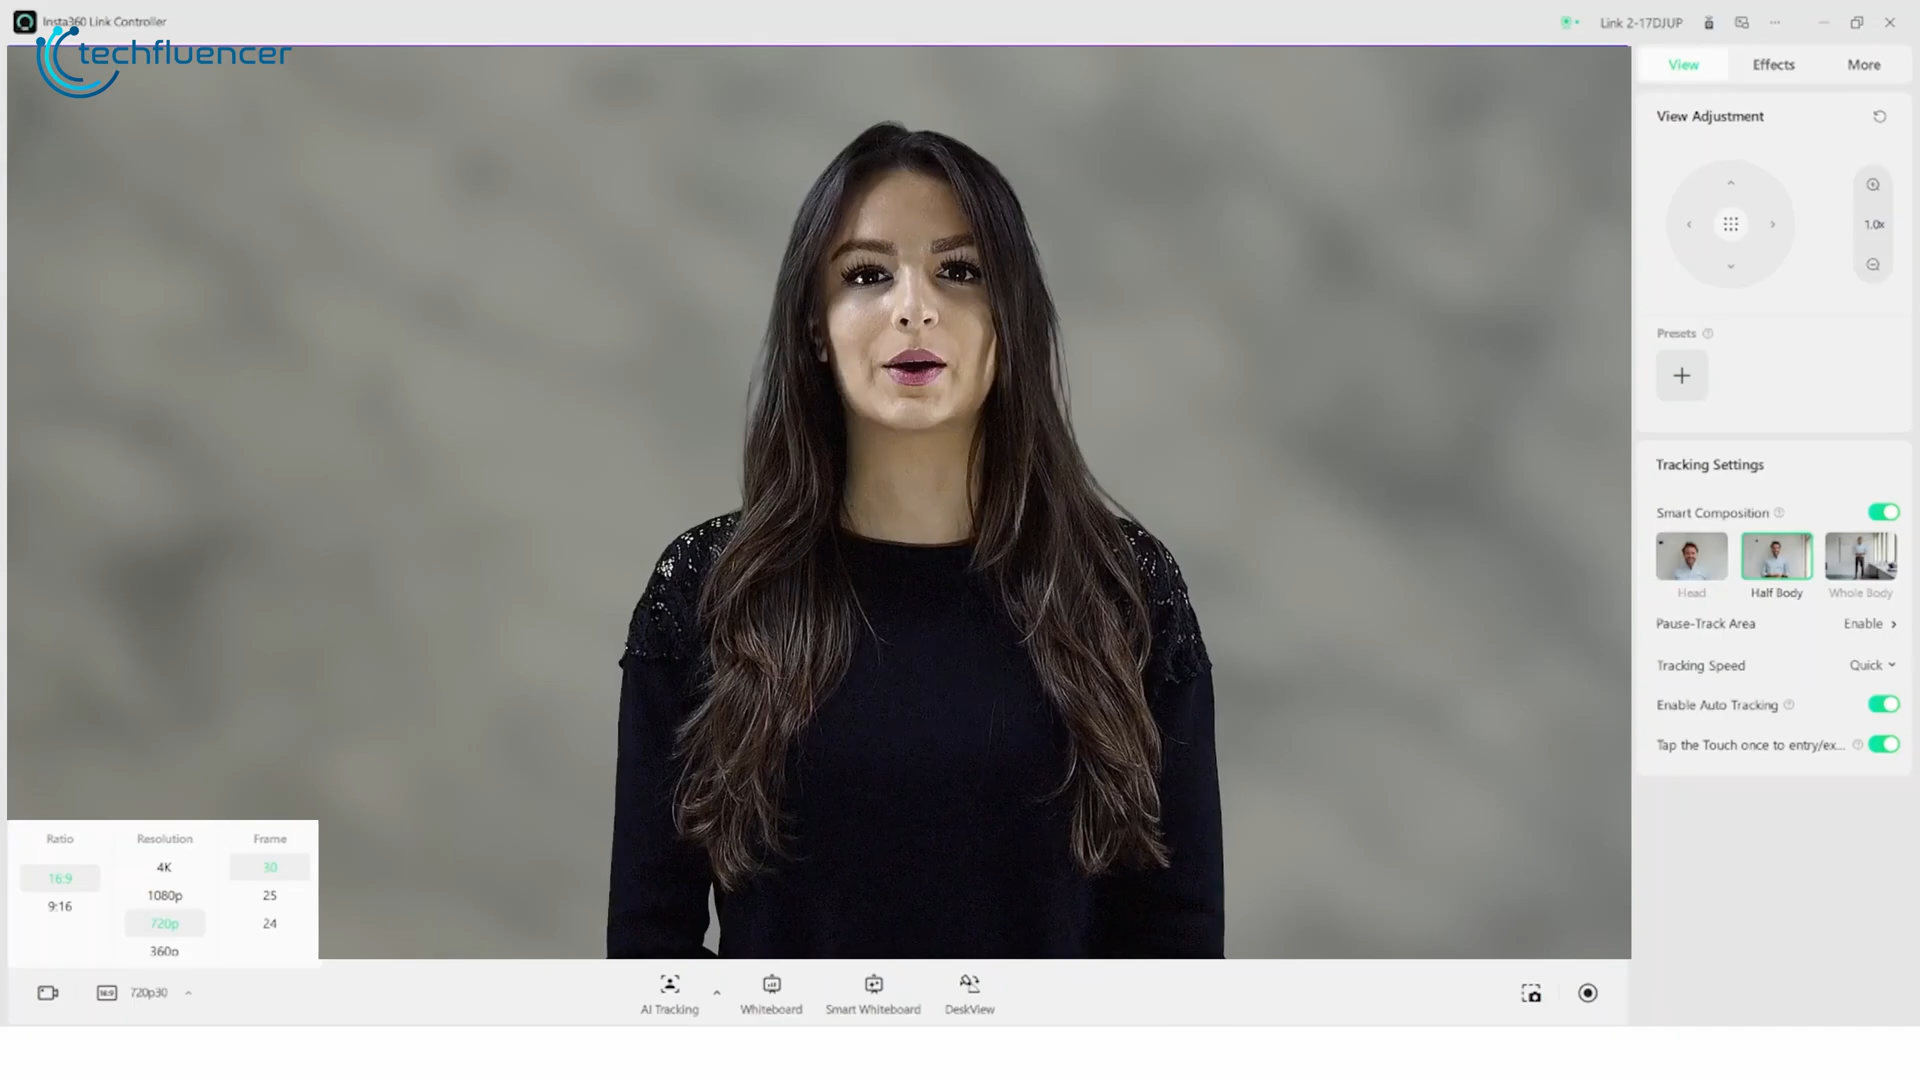 Insta360 Link Controller
Link 2-17DJUP
techfluencer
View Effects More
View Adjustment
1.0x
Presets
Tracking Settings
Smart Composition
Head Half Body Whole Body
Pause-Track Area Enable
Tracking Speed Quick
Enable Auto Tracking
Tap the Touch once to entry/ex...
Ratio Resolution Frame
16:9 4K 30
9:16 1080p 25
720p 24
360p
16:9 720p30
AI Tracking Whiteboard Smart Whiteboard DeskView